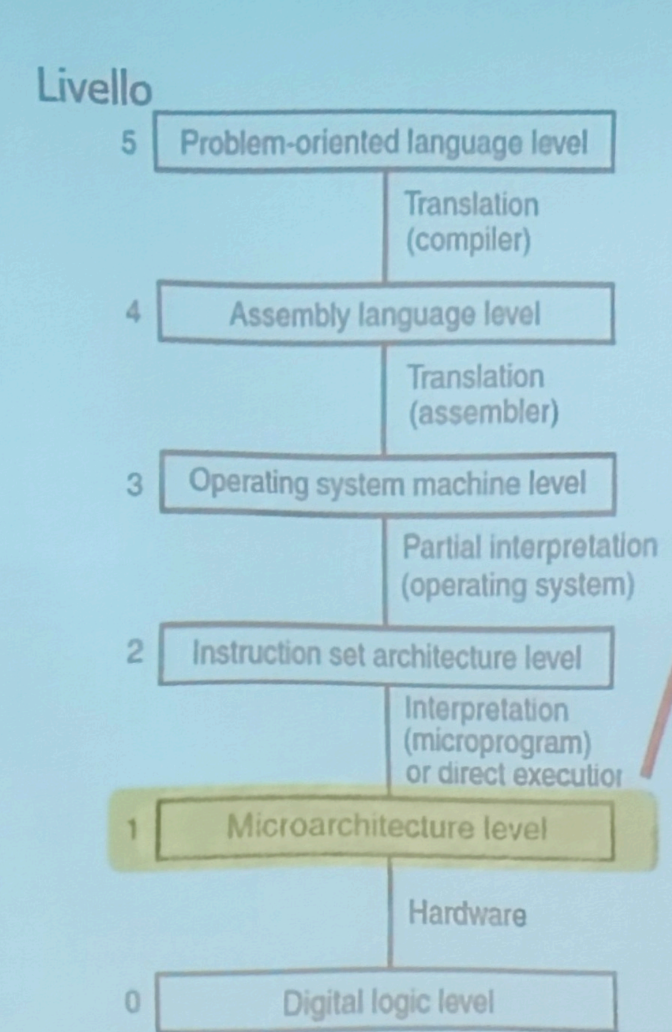 Livello
5 Problem-oriented language level
Translation
(compiler)
4 Assembly language level
Translation
(assembler)
3 Operating system machine level
Partial interpretation
(operating system)
2 Instruction set architecture level
Interpretation
(microprogram)
or direct execution
1 Microarchitecture level
Hardware
0 Digital logic level